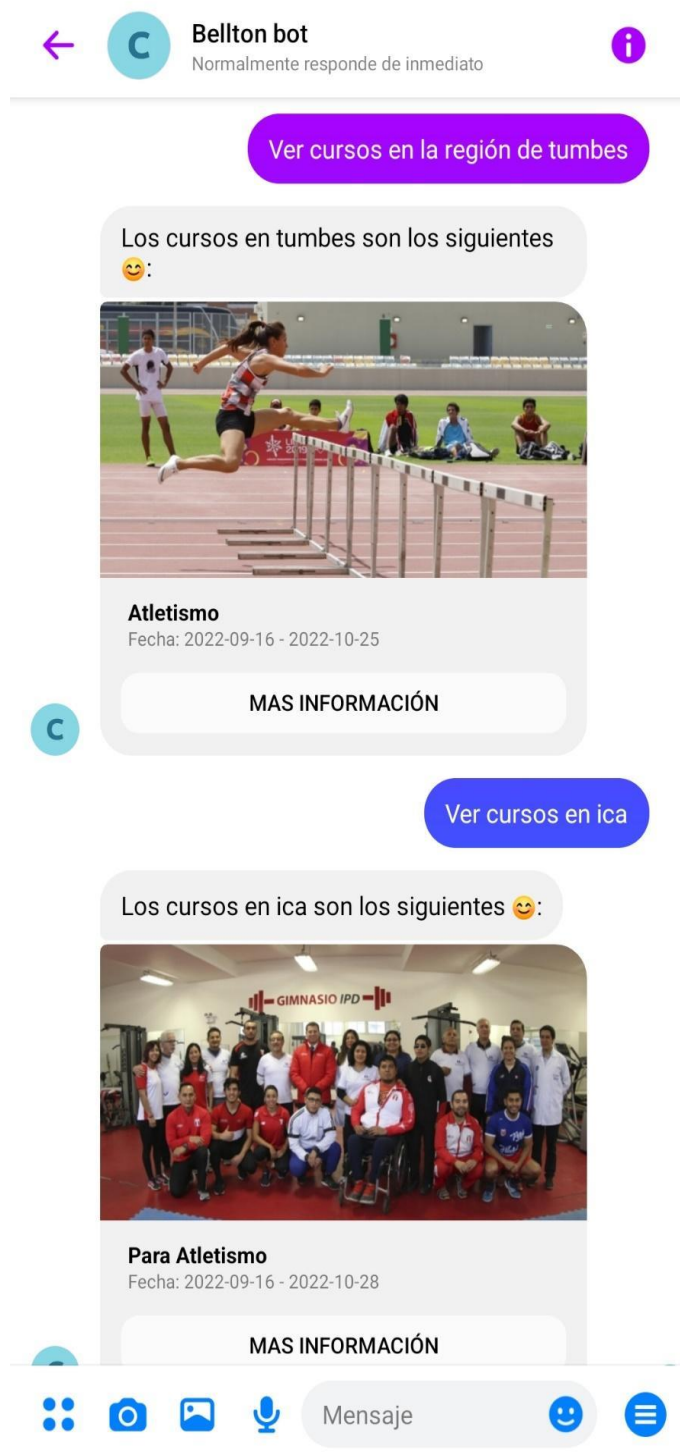 C
Bellton bot
Normalmente responde de inmediato
Ver cursos en la región de tumbes
Los cursos en tumbes son los siguientes
😊:
2019
Atletismo
Fecha: 2022-09-16 - 2022-10-25
MAS INFORMACIÓN
C
Ver cursos en ica
Los cursos en ica son los siguientes 😊:
GIMNASIO IPD
Para Atletismo
Fecha: 2022-09-16 - 2022-10-28
MAS INFORMACIÓN
Mensaje